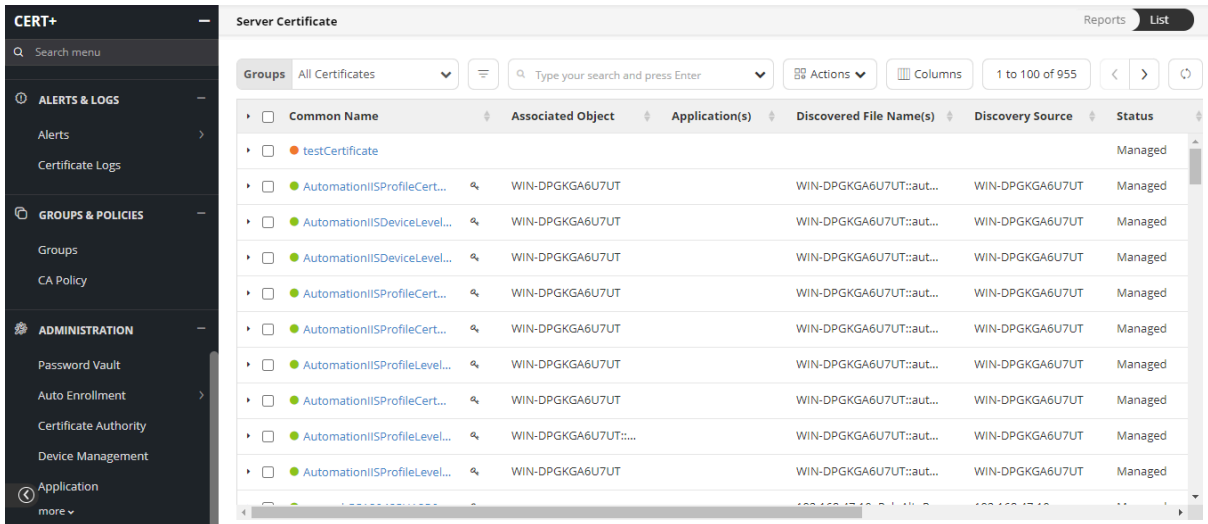 CERT+
Search menu
ALERTS & LOGS
Alerts
Certificate Logs
GROUPS & POLICIES
Groups
CA Policy
ADMINISTRATION
Password Vault
Auto Enrollment
Certificate Authority
Device Management
Application
more
Server Certificate
Reports List
Groups All Certificates Type your search and press Enter Actions Columns 1 to 100 of 955
Common Name Associated Object Application(s) Discovered File Name(s) Discovery Source Status
testCertificate Managed
AutomationIISProfileCert... WIN-DPGKGA6U7UT WIN-DPGKGA6U7UT::aut... WIN-DPGKGA6U7UT Managed
AutomationIISDeviceLevel... WIN-DPGKGA6U7UT WIN-DPGKGA6U7UT::aut... WIN-DPGKGA6U7UT Managed
AutomationIISDeviceLevel... WIN-DPGKGA6U7UT WIN-DPGKGA6U7UT::aut... WIN-DPGKGA6U7UT Managed
AutomationIISProfileCert... WIN-DPGKGA6U7UT WIN-DPGKGA6U7UT::aut... WIN-DPGKGA6U7UT Managed
AutomationIISProfileCert... WIN-DPGKGA6U7UT WIN-DPGKGA6U7UT::aut... WIN-DPGKGA6U7UT Managed
AutomationIISProfileLevel... WIN-DPGKGA6U7UT WIN-DPGKGA6U7UT::aut... WIN-DPGKGA6U7UT Managed
AutomationIISProfileCert... WIN-DPGKGA6U7UT WIN-DPGKGA6U7UT::aut... WIN-DPGKGA6U7UT Managed
AutomationIISProfileLevel... WIN-DPGKGA6U7UT::... WIN-DPGKGA6U7UT::aut... WIN-DPGKGA6U7UT Managed
AutomationIISProfileLevel... WIN-DPGKGA6U7UT WIN-DPGKGA6U7UT::aut... WIN-DPGKGA6U7UT Managed